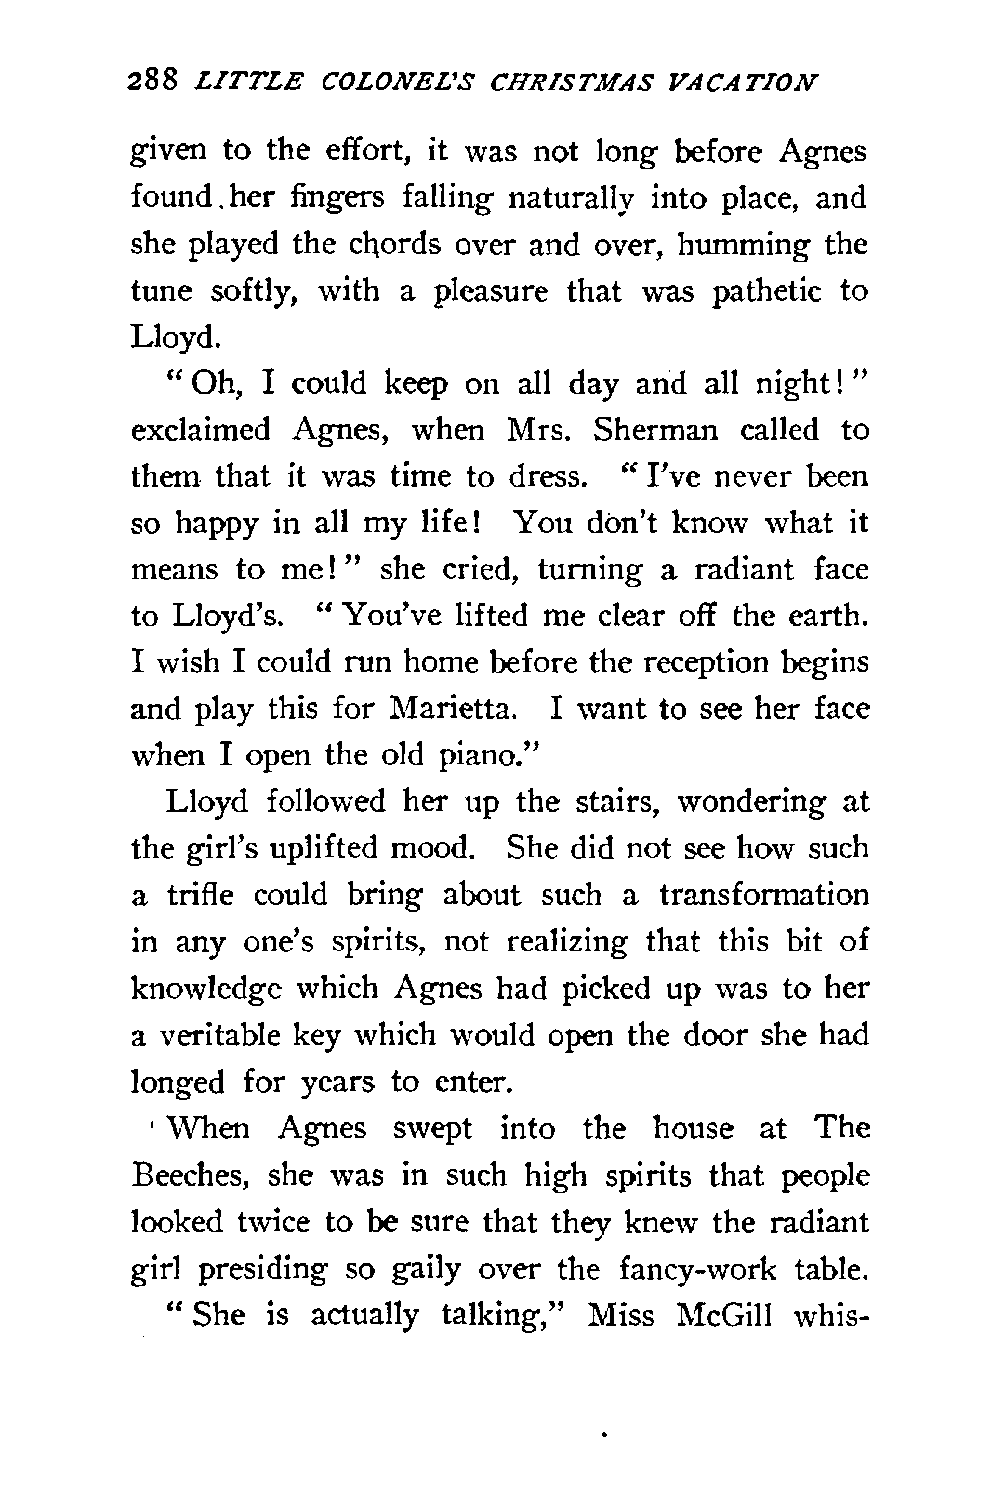 288 LITTLE COLONEL'S CHRISTMAS VACATION
given to the effort, it was not long before Agnes
found her fingers falling naturally into place, and
she played the chords over and over, humming the
tune softly, with a pleasure that was pathetic to
Lloyd.
" Oh, I could keep on all day and all night! "
exclaimed Agnes, when Mrs. Sherman called to
them that it was time to dress. " I've never been
so happy in all my life! You don't know what it
means to me! " she cried, turning a radiant face
to Lloyd's. " You've lifted me clear off the earth.
I wish I could run home before the reception begins
and play this for Marietta. I want to see her face
when I open the old piano."
Lloyd followed her up the stairs, wondering at
the girl's uplifted mood. She did not see how such
a trifle could bring about such a transformation
in any one's spirits, not realizing that this bit of
knowledge which Agnes had picked up was to her
a veritable key which would open the door she had
longed for years to enter.
When Agnes swept into the house at The
Beeches, she was in such high spirits that people
looked twice to be sure that they knew the radiant
girl presiding so gaily over the fancy-work table.
" She is actually talking," Miss McGill whis-